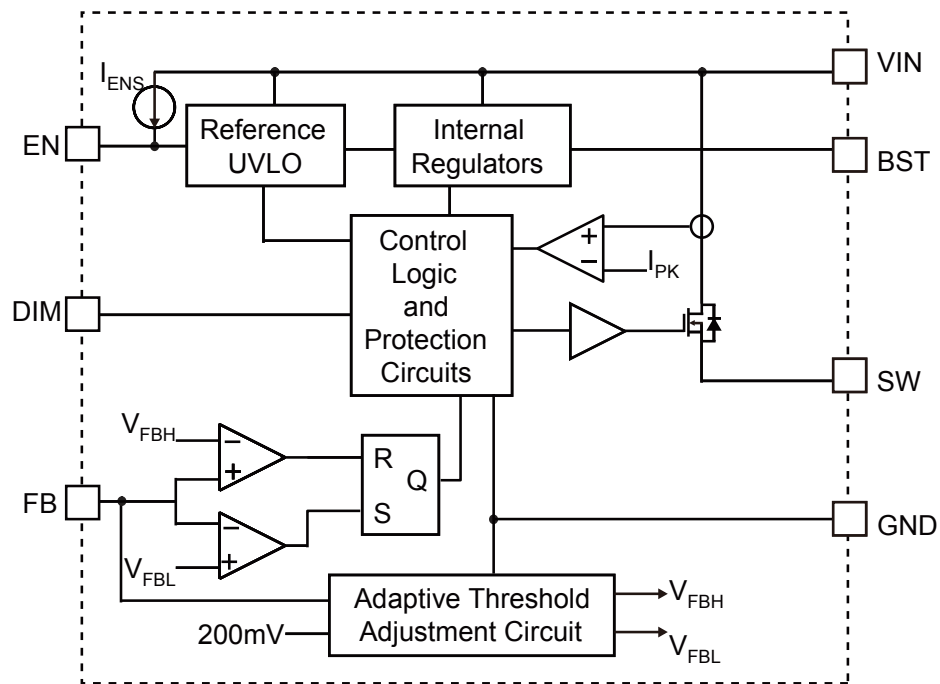 VIN
I_ENS
EN
Reference
UVLO
Internal
Regulators
BST
Control
Logic
and
Protection
Circuits
+
−
I_PK
DIM
SW
V_FBH
−
+
R
Q
S
FB
−
+
V_FBL
GND
Adaptive Threshold
Adjustment Circuit
200mV
V_FBH
V_FBL